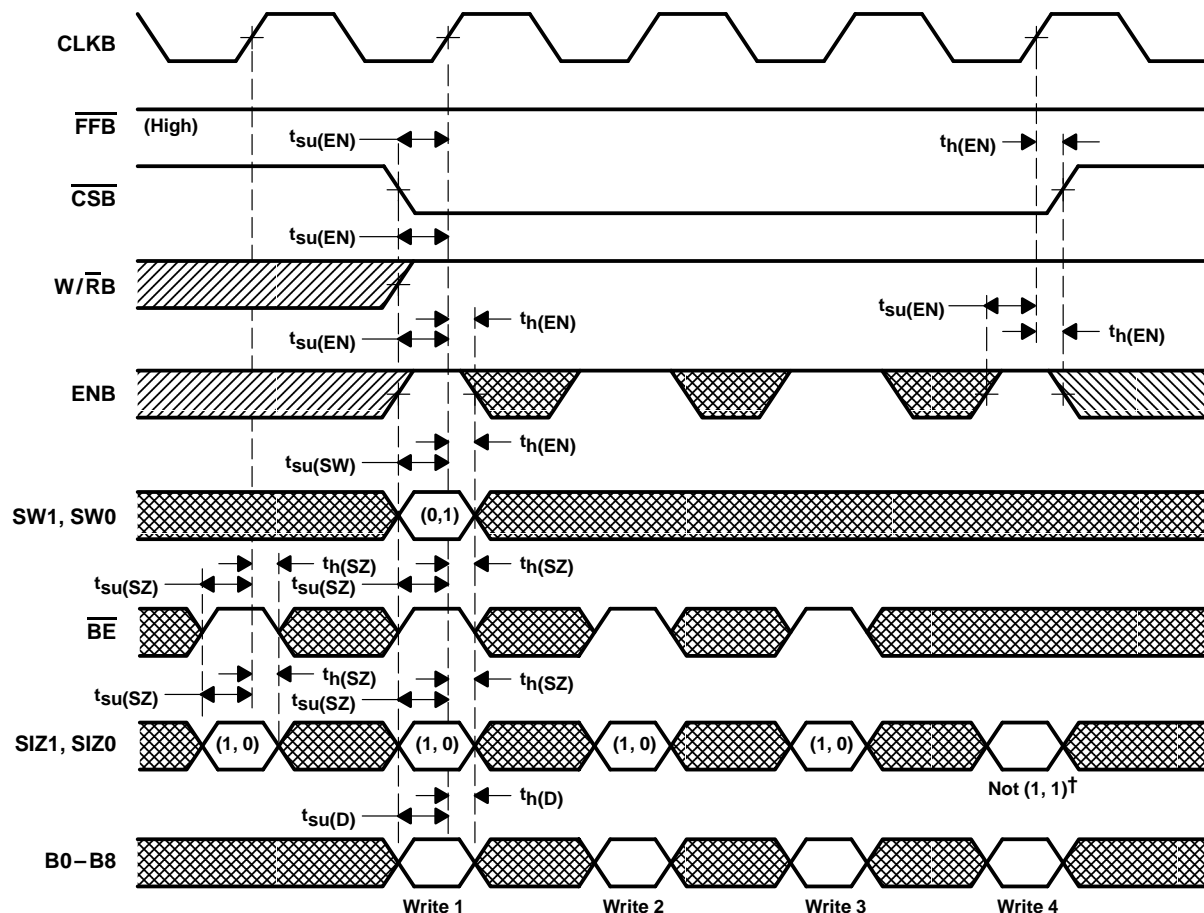 CLKB
FFB (High)
tsu(EN)
th(EN)
CSB
tsu(EN)
W/RB
tsu(EN)
th(EN)
tsu(EN)
th(EN)
ENB
th(EN)
tsu(SW)
SW1, SW0 (0,1)
th(SZ) th(SZ)
tsu(SZ) tsu(SZ)
BE
th(SZ) th(SZ)
tsu(SZ) tsu(SZ)
SIZ1, SIZ0 (1, 0) (1, 0) (1, 0) (1, 0)
Not (1, 1)†
th(D)
tsu(D)
B0–B8
Write 1 Write 2 Write 3 Write 4